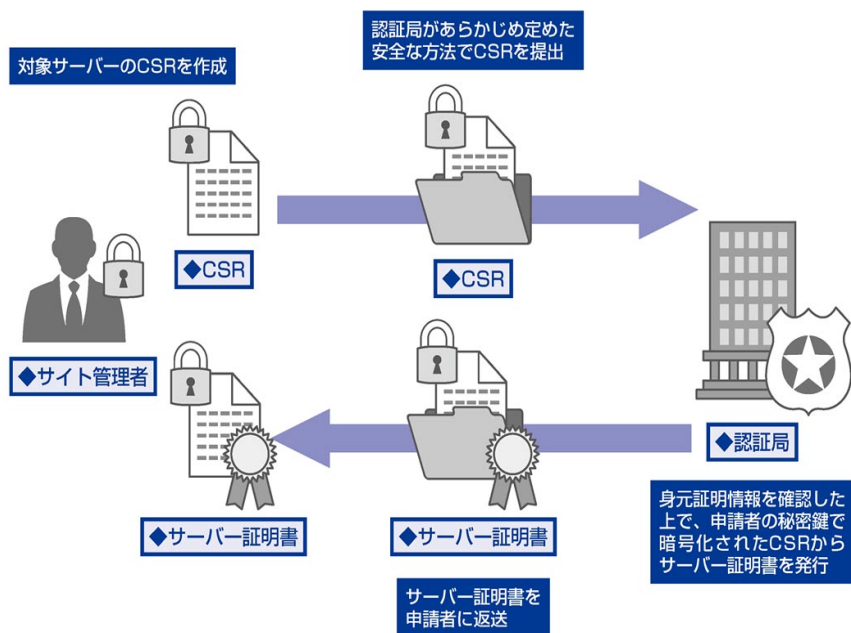 対象サーバーのCSRを作成
認証局があらかじめ定めた
安全な方法でCSRを提出
◆CSR
◆CSR
◆サイト管理者
◆認証局
身元証明情報を確認した
上で、申請者の秘密鍵で
暗号化されたCSRから
サーバー証明書を発行
◆サーバー証明書
◆サーバー証明書
サーバー証明書を
申請者に返送